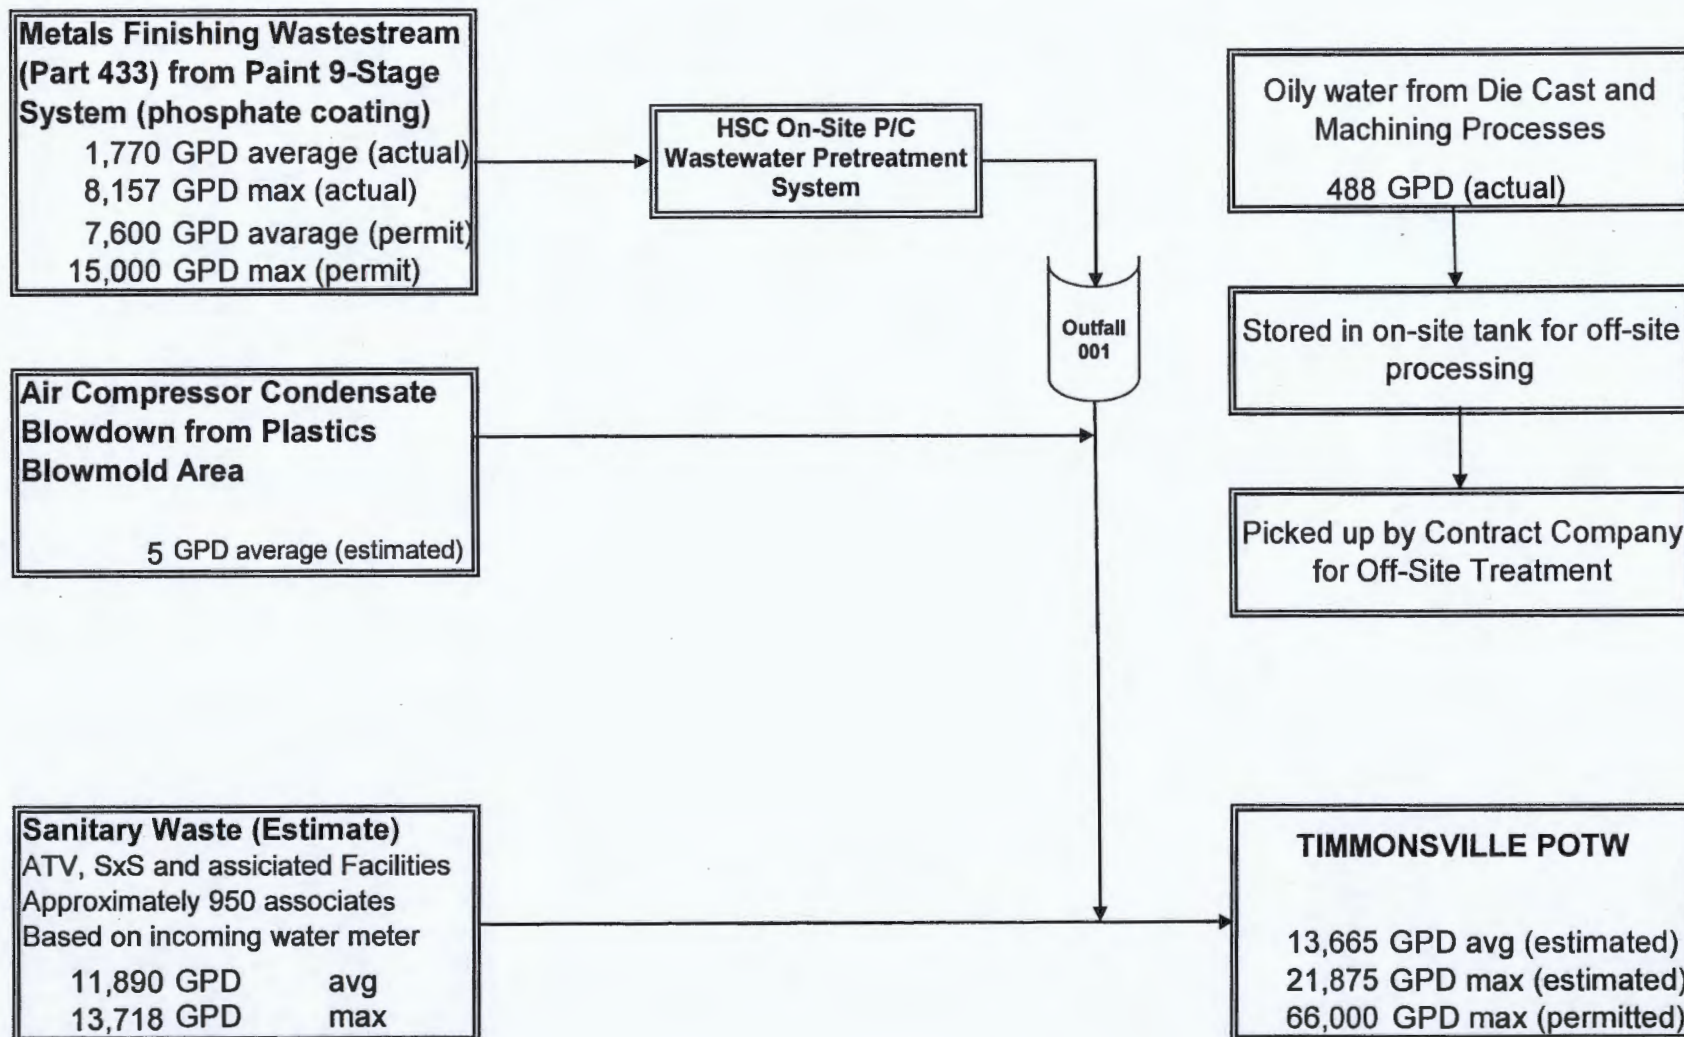 Metals Finishing Wastestream
(Part 433) from Paint 9-Stage
System (phosphate coating)
1,770 GPD average (actual)
8,157 GPD max (actual)
7,600 GPD avarage (permit)
15,000 GPD max (permit)
HSC On-Site P/C
Wastewater Pretreatment
System
Outfall
001
Air Compressor Condensate
Blowdown from Plastics
Blowmold Area
5 GPD average (estimated)
Sanitary Waste (Estimate)
ATV, SxS and assiciated Facilities
Approximately 950 associates
Based on incoming water meter
11,890 GPD avg
13,718 GPD max
Oily water from Die Cast and
Machining Processes
488 GPD (actual)
Stored in on-site tank for off-site
processing
Picked up by Contract Company
for Off-Site Treatment
TIMMONSVILLE POTW
13,665 GPD avg (estimated)
21,875 GPD max (estimated)
66,000 GPD max (permitted)